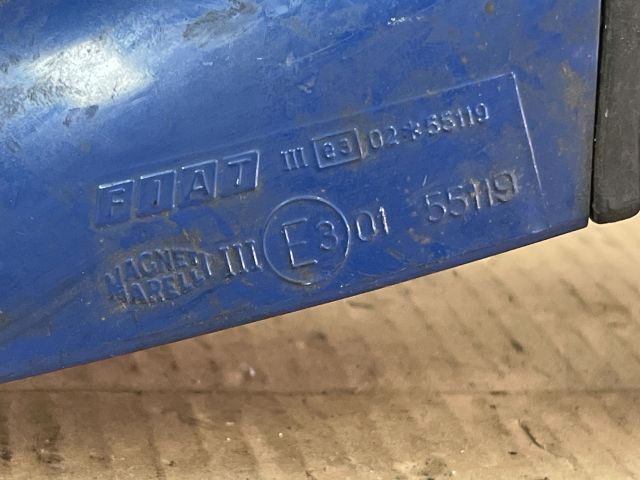 FIAT III e3 02*55119
MAGNETI
MARELLI III E3 01 55119